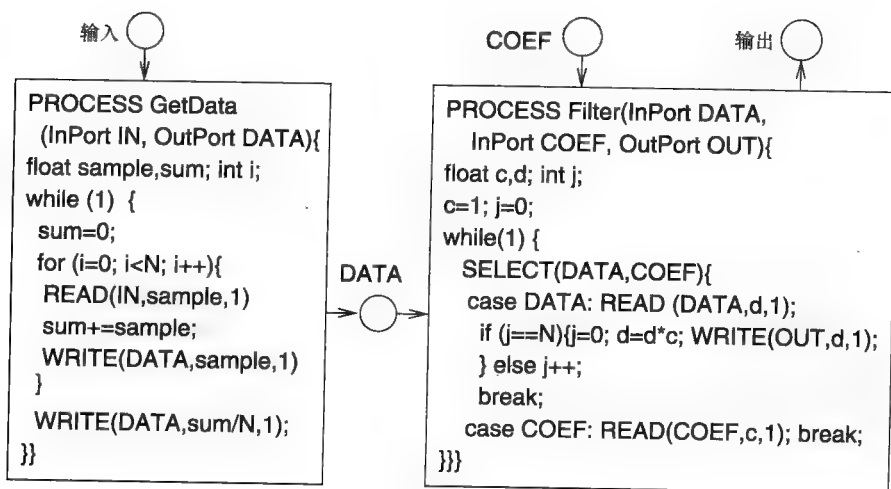 输入
PROCESS GetData
(InPort IN, OutPort DATA){
float sample,sum; int i;
while (1) {
sum=0;
for (i=0; i<N; i++){
READ(IN,sample,1)
sum+=sample;
WRITE(DATA,sample,1)
}
WRITE(DATA,sum/N,1);
}}
DATA
COEF
输出
PROCESS Filter(InPort DATA,
InPort COEF, OutPort OUT){
float c,d; int j;
c=1; j=0;
while(1) {
SELECT(DATA,COEF){
case DATA: READ (DATA,d,1);
if (j==N){j=0; d=d*c; WRITE(OUT,d,1);
} else j++;
break;
case COEF: READ(COEF,c,1); break;
}}}